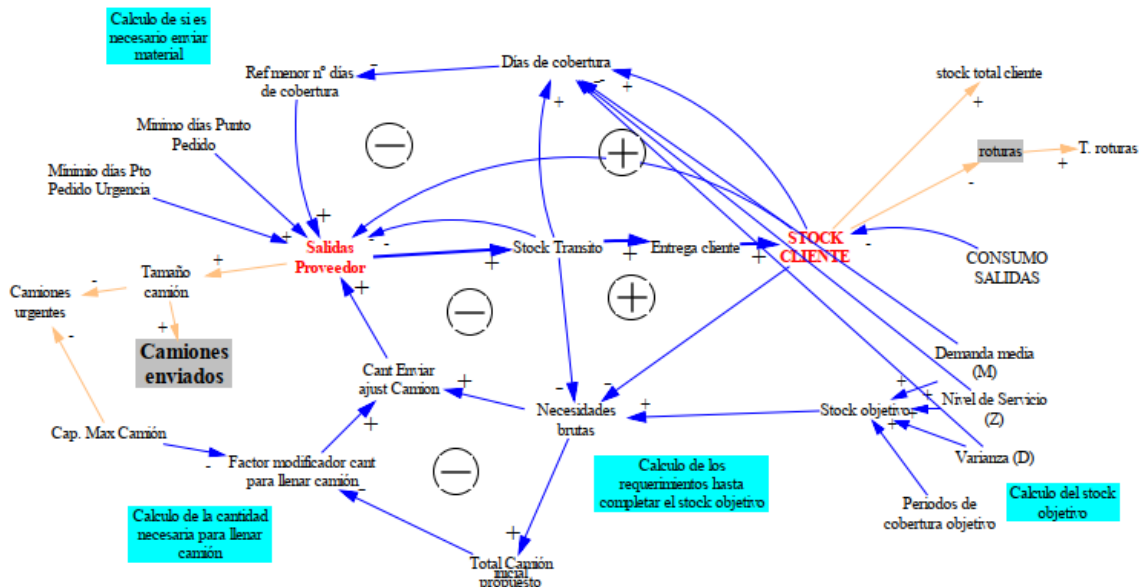 Calculo de si es
necesario enviar
material
Ref menor nº días
de cobertura
Días de cobertura
stock total cliente
Minimo días Punto
Pedido
roturas
T. roturas
Mínimio días Pto
Pedido Urgencia
Salidas
Proveedor
Stock Transito
Entrega cliente
STOCK
CLIENTE
CONSUMO
SALIDAS
Tamaño
camión
Camiones
urgentes
Camiones
enviados
Cant Enviar
ajust Camion
Necesidades
brutas
Stock objetivo
Demanda media
(M)
Nivel de Servicio
(Z)
Varianza (D)
Cap. Max Camión
Factor modificador cant
para llenar camión
Calculo de los
requerimientos hasta
completar el stock objetivo
Periodos de
cobertura objetivo
Calculo del stock
objetivo
Calculo de la cantidad
necesaria para llenar
camión
Total Camión
inicial
propuesto